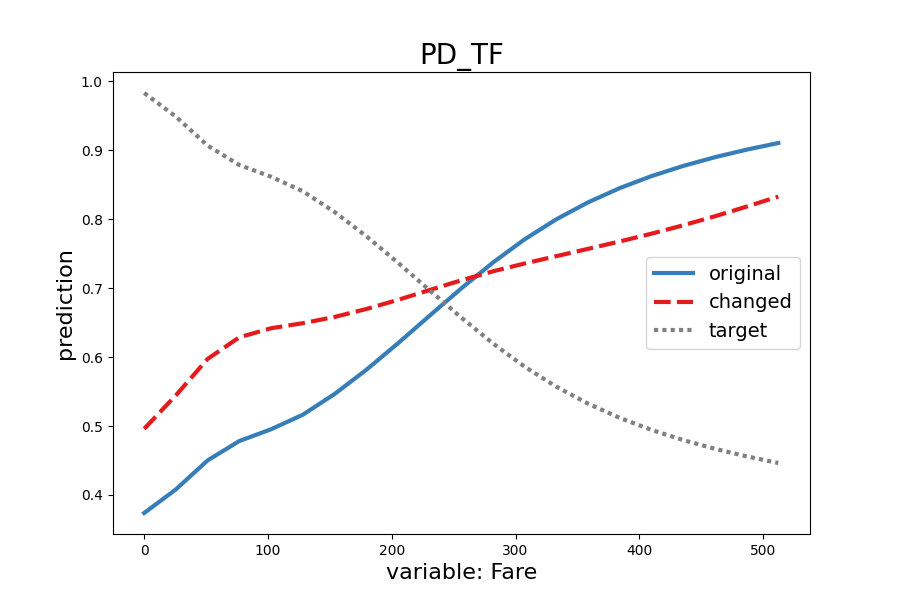 PD_TF
1.0
0.9
0.8
0.7
0.6
0.5
0.4
prediction
original
changed
target
0 100 200 300 400 500
variable: Fare